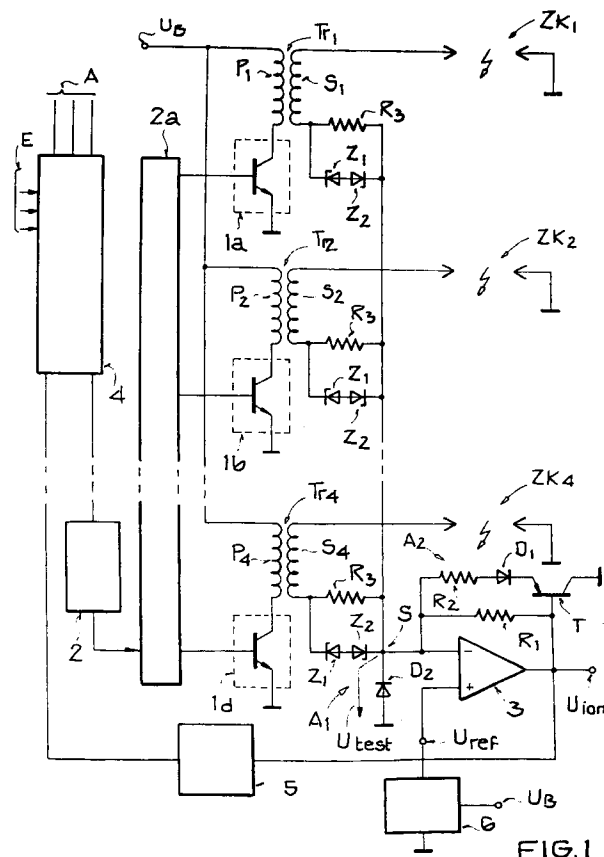 U_B
Tr_1
ZK_1
A
P_1
S_1
R_3
E
2a
Z_1
Z_2
1a
Tr2
ZK_2
P_2
S_2
R_3
4
Z_1
Z_2
1b
Tr4
ZK_4
P_4
S_4
A_2
D_1
R_3
R_2
T
2
Z_2
S
R_1
Z_1
D_2
3
1d
A_1
U_test
U_ion
U_ref
5
U_B
6
FIG.1